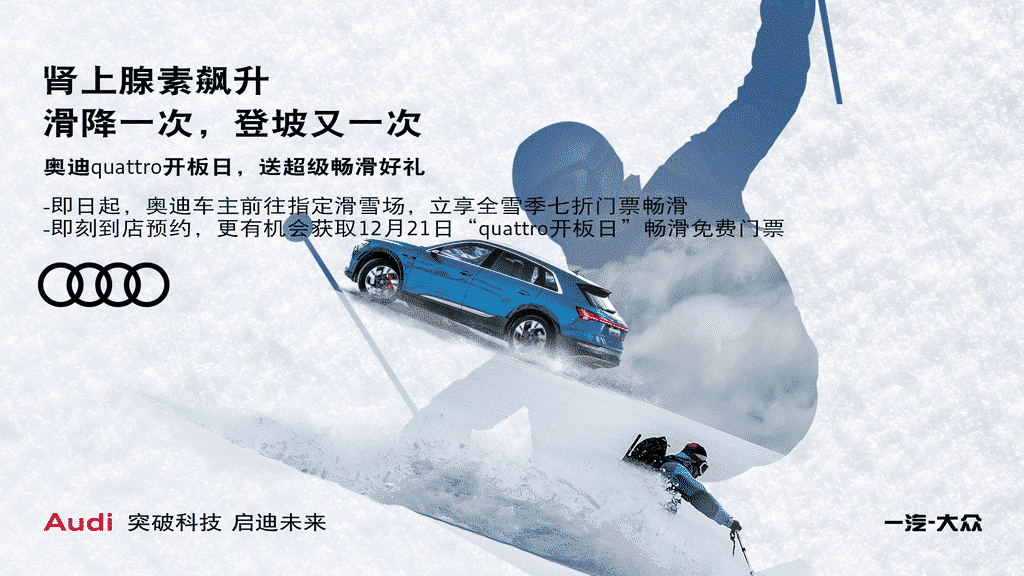 肾上腺素飙升
滑降一次，登坡又一次
奥迪quattro开板日，送超级畅滑好礼
-即日起，奥迪车主前往指定滑雪场，立享全雪季七折门票畅滑
-即刻到店预约，更有机会获取12月21日“quattro开板日”畅滑免费门票
Audi 突破科技 启迪未来
一汽-大众